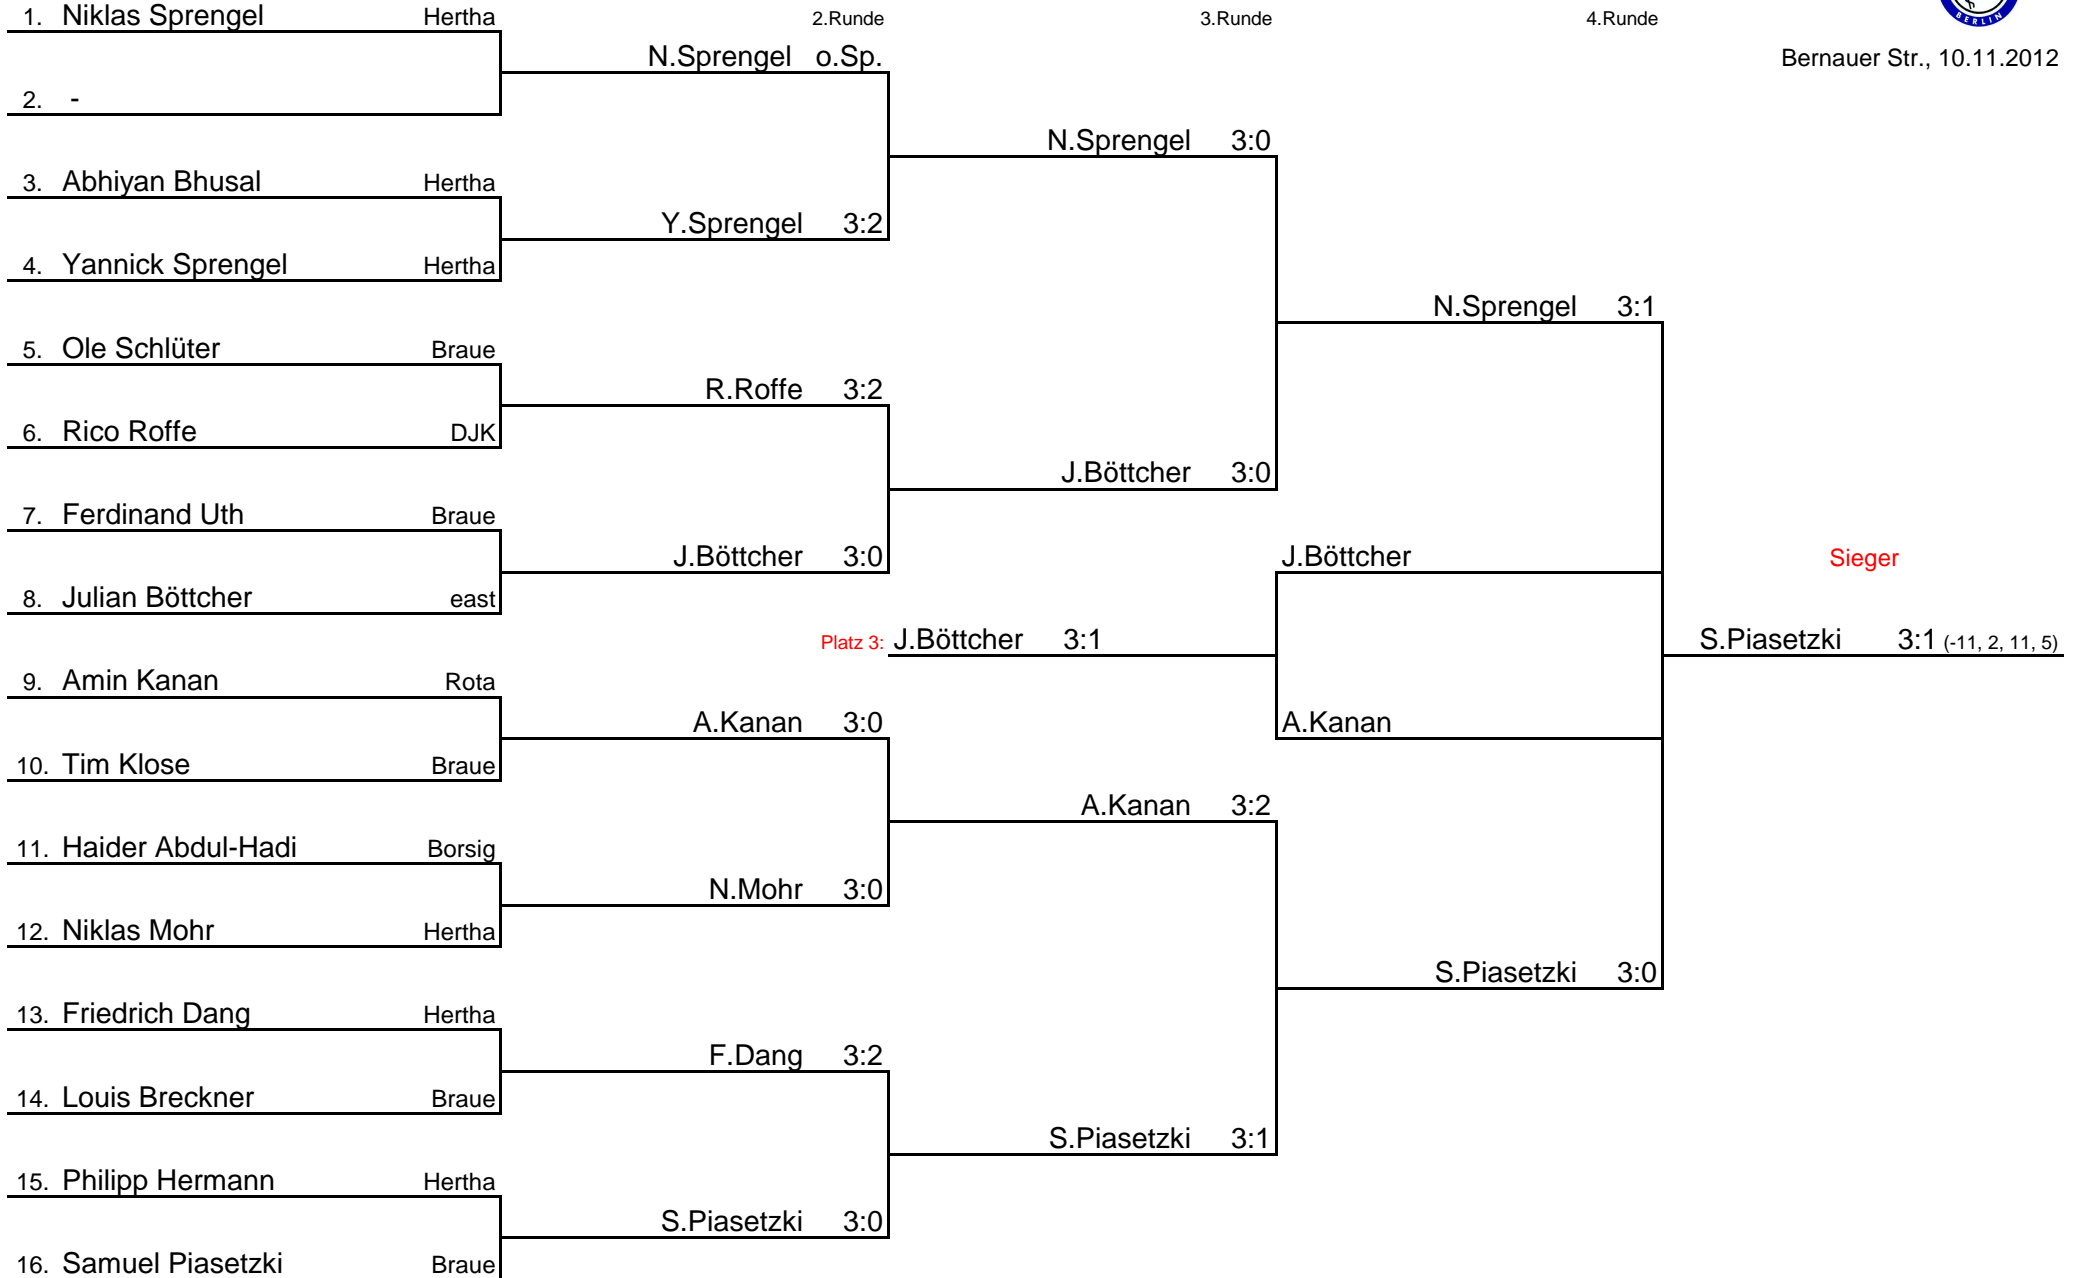 1. Niklas Sprengel Hertha 2.Runde 3.Runde 4.Runde
BERLIN
N.Sprengel o.Sp. Bernauer Str., 10.11.2012
2. -
N.Sprengel 3:0
3. Abhiyan Bhusal Hertha
Y.Sprengel 3:2
4. Yannick Sprengel Hertha
N.Sprengel 3:1
5. Ole Schlüter Braue
R.Roffe 3:2
6. Rico Roffe DJK
J.Böttcher 3:0
7. Ferdinand Uth Braue
J.Böttcher 3:0 J.Böttcher Sieger
8. Julian Böttcher east
Platz 3: J.Böttcher 3:1 S.Piasetzki 3:1 (-11, 2, 11, 5)
9. Amin Kanan Rota
A.Kanan 3:0 A.Kanan
10. Tim Klose Braue
A.Kanan 3:2
11. Haider Abdul-Hadi Borsig
N.Mohr 3:0
12. Niklas Mohr Hertha
S.Piasetzki 3:0
13. Friedrich Dang Hertha
F.Dang 3:2
14. Louis Breckner Braue
S.Piasetzki 3:1
15. Philipp Hermann Hertha
S.Piasetzki 3:0
16. Samuel Piasetzki Braue